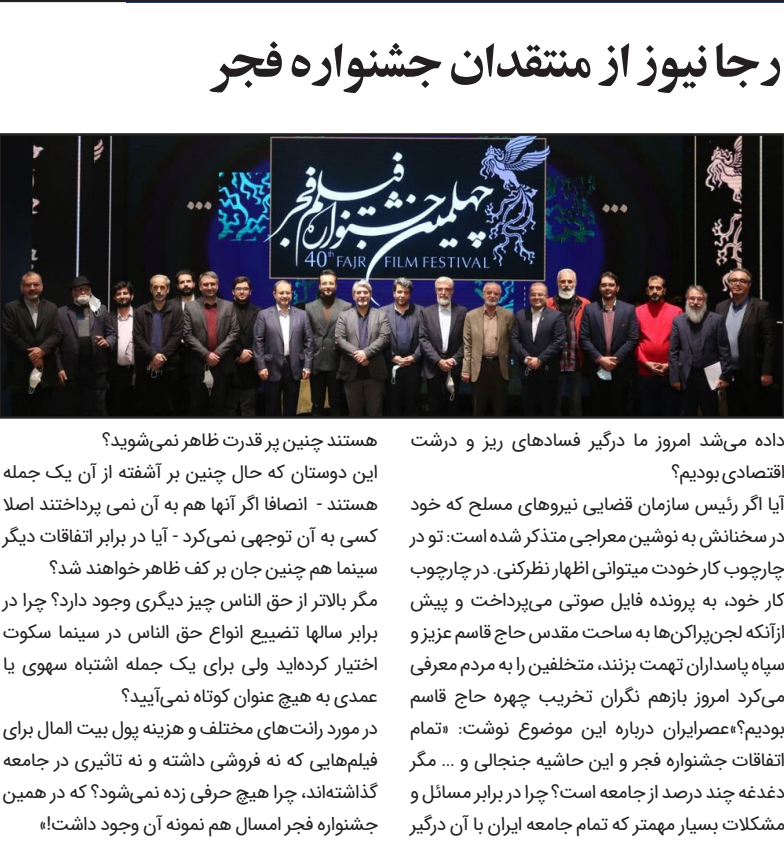 رجا نیوز از منتقدان جشنواره فجر
چهلمین جشنواره فیلم فجر
40th FAJR FILM FESTIVAL
داده می‌شد امروز ما درگیر فسادهای ریز و درشت
اقتصادی بودیم؟
آیا اگر رئیس سازمان قضایی نیروهای مسلح که خود
در سخنانش به نوشین معراجی متذکر شده است: تو در
چارچوب کار خودت میتوانی اظهار نظرکنی. در چارچوب
کار خود، به پرونده فایل صوتی می‌پرداخت و پیش
ازآنکه لجن‌پراکن‌ها به ساحت مقدس حاج قاسم عزیز و
سپاه پاسداران تهمت بزنند، متخلفین را به مردم معرفی
می‌کرد امروز بازهم نگران تخریب چهره حاج قاسم
بودیم؟»عصرایران درباره این موضوع نوشت: «تمام
اتفاقات جشنواره فجر و این حاشیه جنجالی و ... مگر
دغدغه چند درصد از جامعه است؟ چرا در برابر مسائل و
مشکلات بسیار مهمتر که تمام جامعه ایران با آن درگیر
هستند چنین پر قدرت ظاهر نمی‌شوید؟
این دوستان که حال چنین بر آشفته از آن یک جمله
هستند - انصافا اگر آنها هم به آن نمی پرداختند اصلا
کسی به آن توجهی نمی‌کرد - آیا در برابر اتفاقات دیگر
سینما هم چنین جان بر کف ظاهر خواهند شد؟
مگر بالاتر از حق الناس چیز دیگری وجود دارد؟ چرا در
برابر سالها تضییع انواع حق الناس در سینما سکوت
اختیار کرده‌اید ولی برای یک جمله اشتباه سهوی یا
عمدی به هیچ عنوان کوتاه نمی‌آیید؟
در مورد رانت‌های مختلف و هزینه پول بیت المال برای
فیلم‌هایی که نه فروشی داشته و نه تاثیری در جامعه
گذاشته‌اند، چرا هیچ حرفی زده نمی‌شود؟ که در همین
جشنواره فجر امسال هم نمونه آن وجود داشت!»